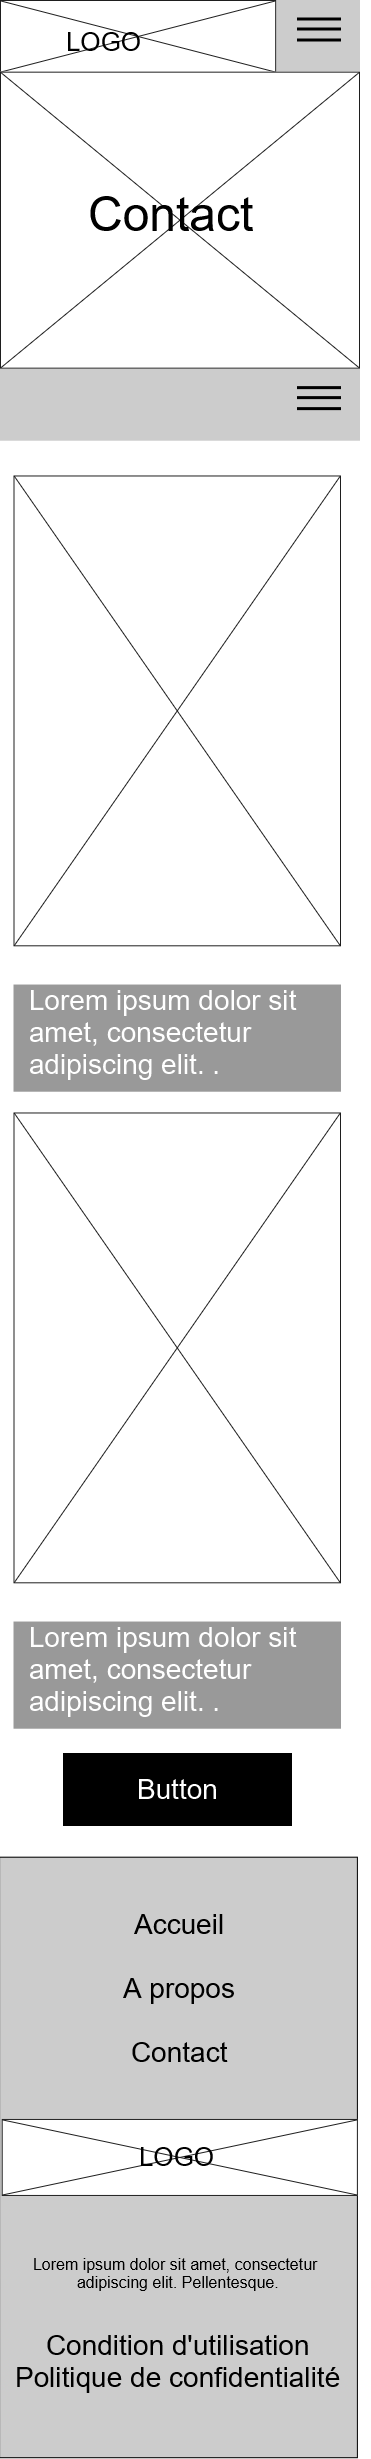 LOGO
Contact
Lorem ipsum dolor sit
amet, consectetur
adipiscing elit. .
Lorem ipsum dolor sit
amet, consectetur
adipiscing elit. .
Button
Accueil
A propos
Contact
LOGO
Lorem ipsum dolor sit amet, consectetur
adipiscing elit. Pellentesque.
Condition d'utilisation
Politique de confidentialité